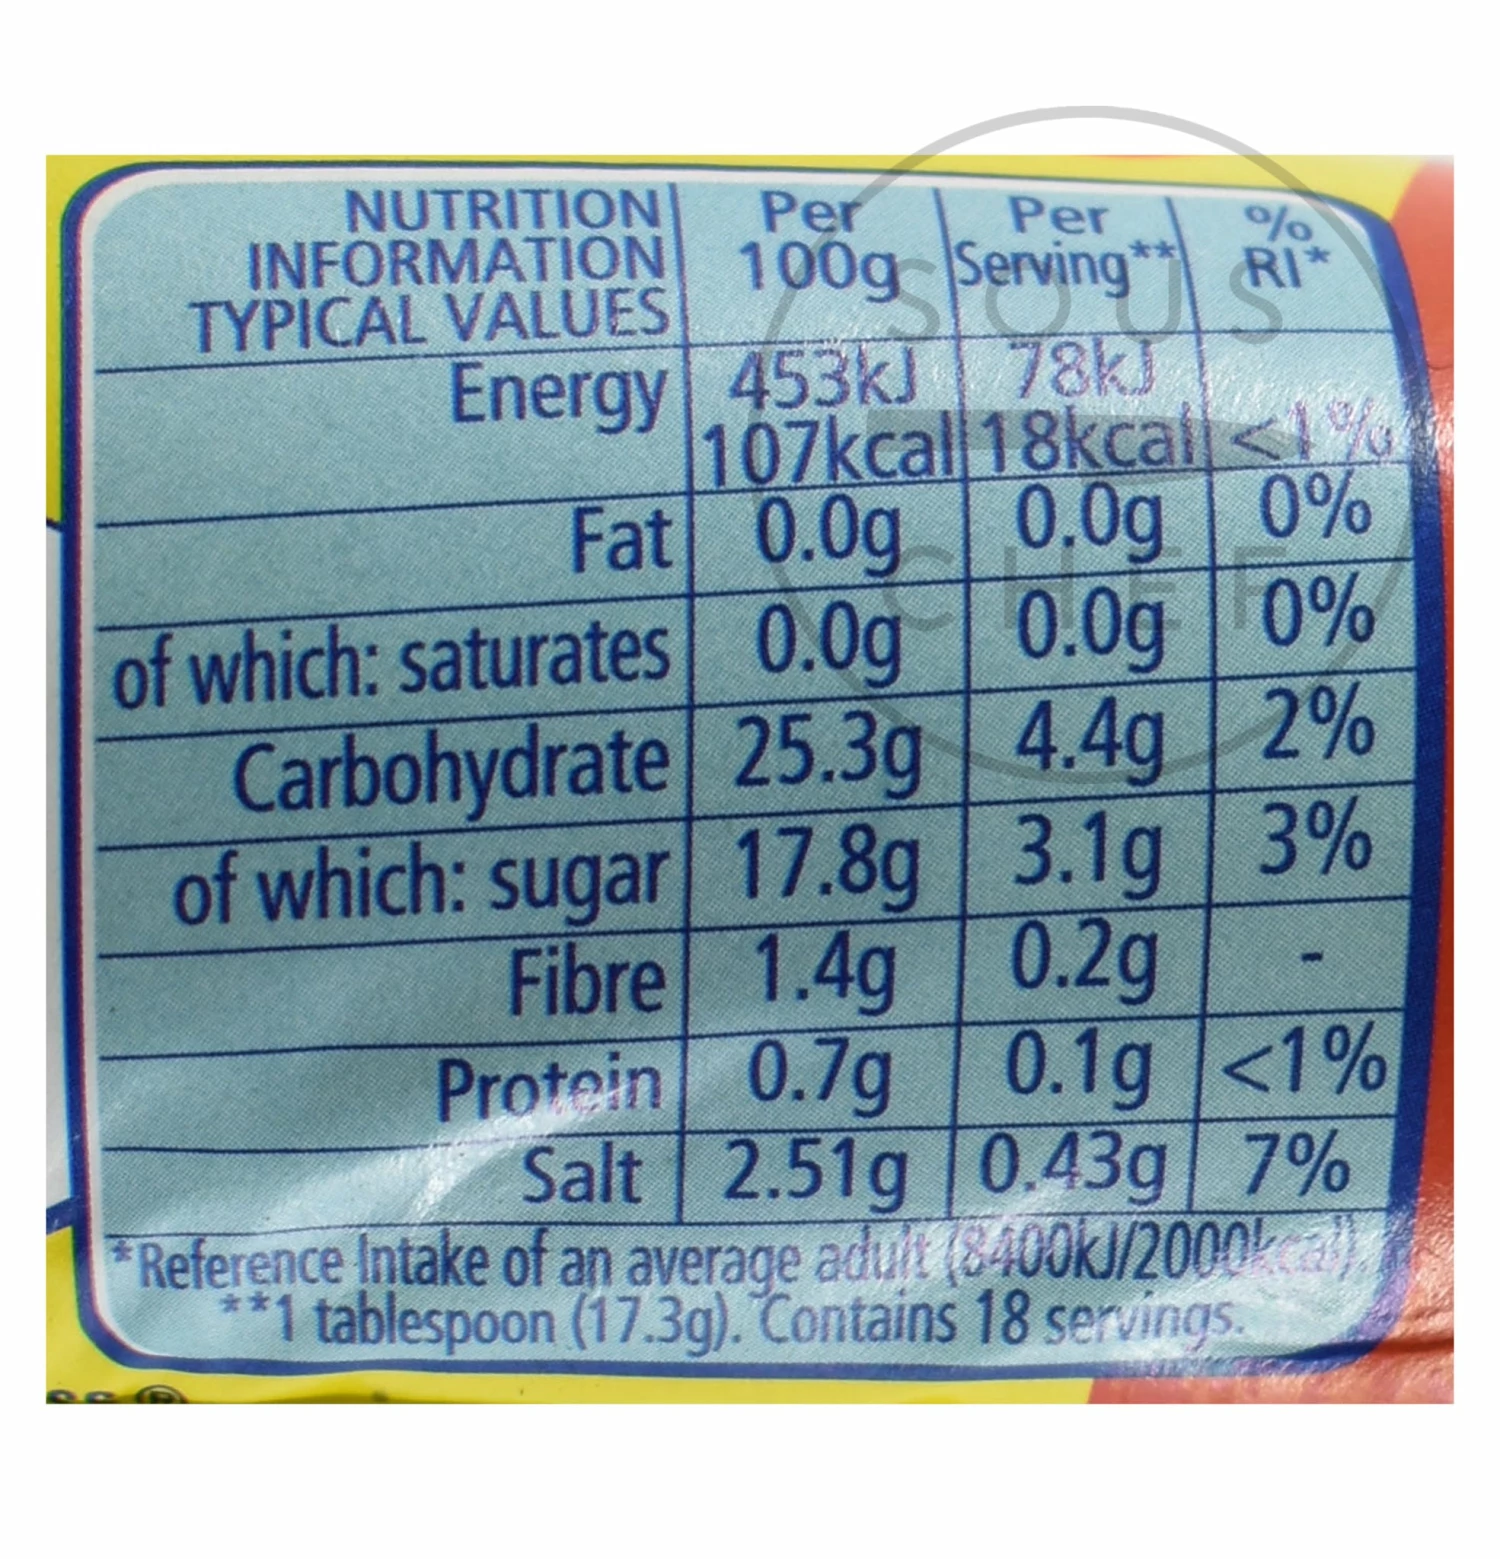 NUTRITION INFORMATION TYPICAL VALUES Per 100g Per Serving** % RI*
Energy 453kJ 78kJ
107kcal 18kcal <1%
Fat 0.0g 0.0g 0%
of which: saturates 0.0g 0.0g 0%
Carbohydrate 25.3g 4.4g 2%
of which: sugar 17.8g 3.1g 3%
Fibre 1.4g 0.2g -
Protein 0.7g 0.1g <1%
Salt 2.51g 0.43g 7%
*Reference Intake of an average adult (8400kJ/2000kcal).
**1 tablespoon (17.3g). Contains 18 servings.
SOUS
CHEF